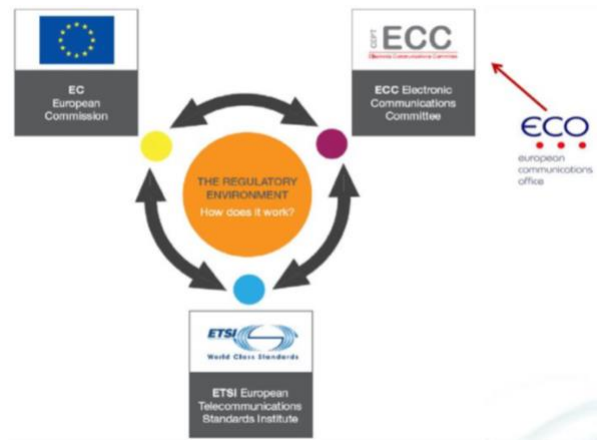 EC
European
Commission
CEPT
ECC
Electronic Communications Committee
ECC Electronic
Communications
Committee
ECO
european
communications
office
THE REGULATORY
ENVIRONMENT
How does it work?
ETSI
World Class Standards
ETSI European
Telecommunications
Standards Institute